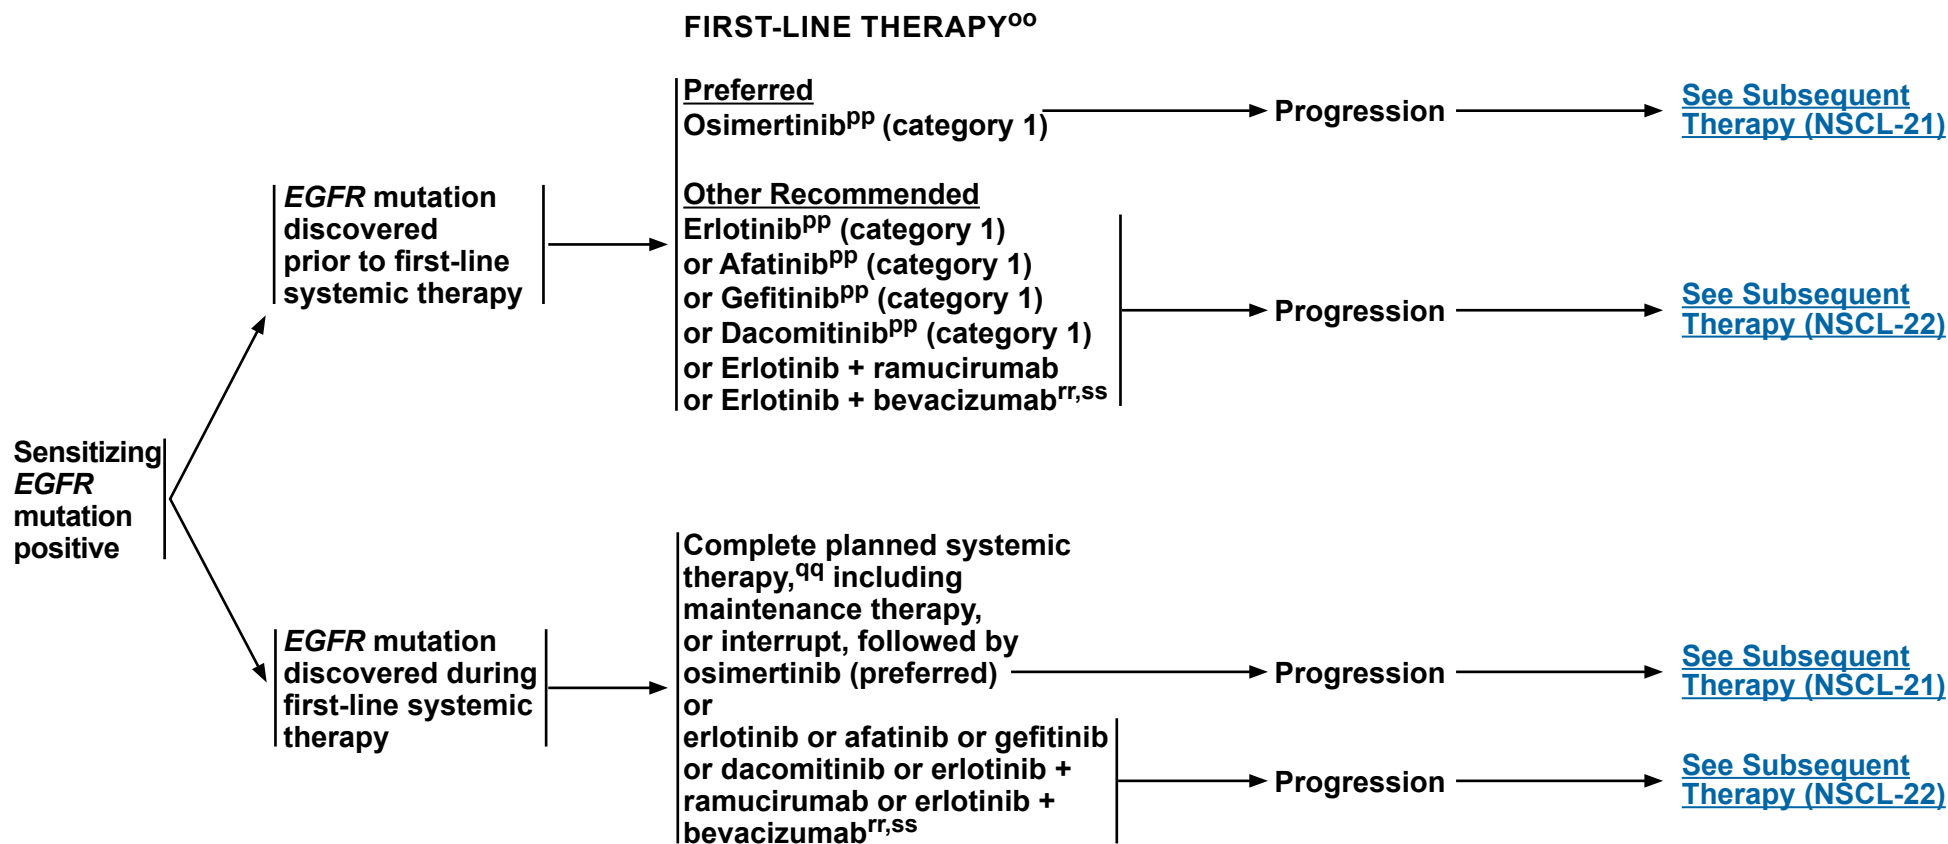 FIRST-LINE THERAPYoo
Preferred
Osimertinibpp (category 1)
Progression
See Subsequent
Therapy (NSCL-21)
EGFR mutation
discovered
prior to first-line
systemic therapy
Other Recommended
Erlotinibpp (category 1)
or Afatinibpp (category 1)
or Gefitinibpp (category 1)
or Dacomitinibpp (category 1)
or Erlotinib + ramucirumab
or Erlotinib + bevacizumabrr,ss
Progression
See Subsequent
Therapy (NSCL-22)
Sensitizing
EGFR
mutation
positive
EGFR mutation
discovered during
first-line systemic
therapy
Complete planned systemic
therapy,qq including
maintenance therapy,
or interrupt, followed by
osimertinib (preferred)
or
erlotinib or afatinib or gefitinib
or dacomitinib or erlotinib +
ramucirumab or erlotinib +
bevacizumabrr,ss
Progression
See Subsequent
Therapy (NSCL-21)
Progression
See Subsequent
Therapy (NSCL-22)